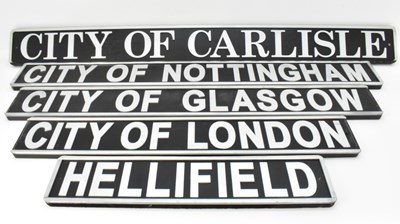 CITY OF CARLISLE
CITY OF NOTTINGHAM
CITY OF GLASGOW
CITY OF LONDON
HELLIFIELD